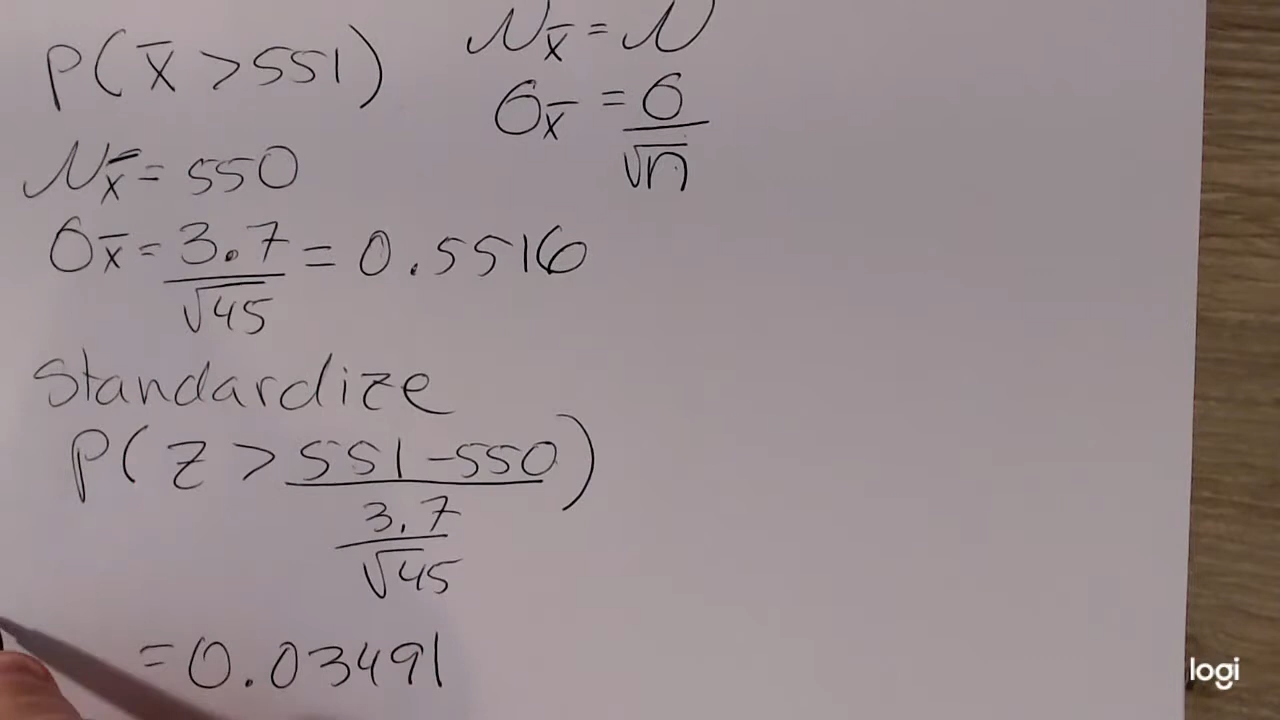 P(x̄ > 551)
μx̄ = μ
σx̄ = σ/√n
μx̄ = 550
σx̄ = 3.7/√45 = 0.5516
Standardize
P(Z > (551-550)/(3.7/√45))
= 0.03491
logi